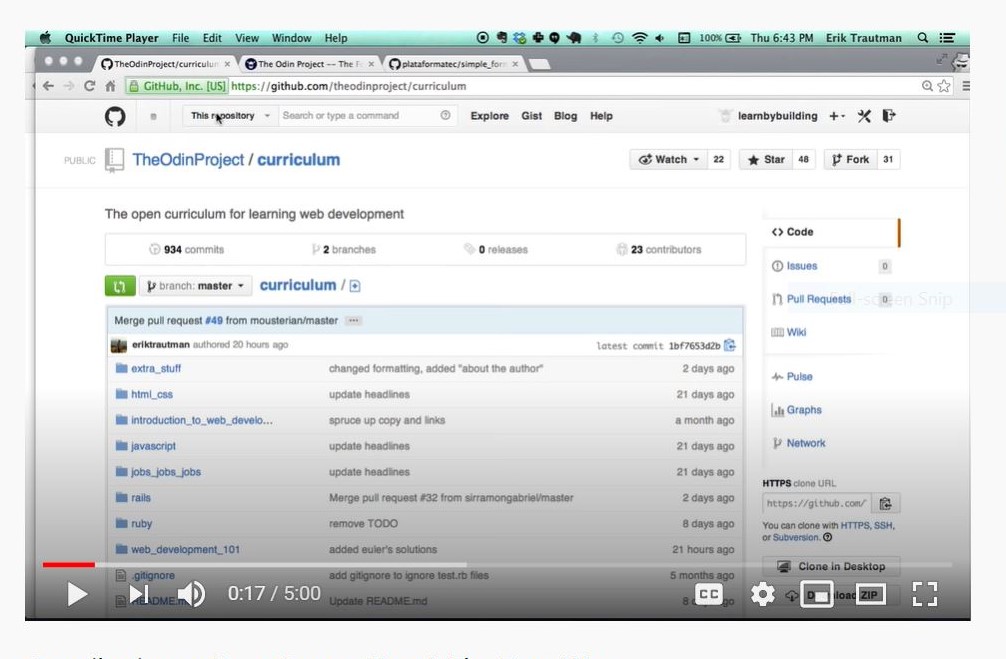 QuickTime Player File Edit View Window Help 100% Thu 6:43 PM Erik Trautman
TheOdinProject/curriculum × The Odin Project -- The F × plataformatec/simple_for ×
GitHub, Inc. [US] https://github.com/theodinproject/curriculum
This repository Search or type a command Explore Gist Blog Help learnbybuilding
PUBLIC TheOdinProject / curriculum Watch 22 Star 48 Fork 31
The open curriculum for learning web development
934 commits 2 branches 0 releases 23 contributors
branch: master curriculum /
Merge pull request #49 from mousterian/master
eriktrautman authored 20 hours ago latest commit 1bf7653d2b
extra_stuff changed formatting, added "about the author" 2 days ago
html_css update headlines 21 days ago
introduction_to_web_develo... spruce up copy and links a month ago
javascript update headlines 21 days ago
jobs_jobs_jobs update headlines 21 days ago
rails Merge pull request #32 from sirramongabriel/master 2 days ago
ruby remove TODO 8 days ago
web_development_101 added euler's solutions 21 hours ago
.gitignore add gitignore to ignore test.rb files 5 months ago
README.md Update README.md
Code
Issues 0
Pull Requests 0
Full-screen Snip
Wiki
Pulse
Graphs
Network
HTTPS clone URL
https://github.com/
You can clone with HTTPS, SSH,
or Subversion.
Clone in Desktop
Download ZIP
0:17 / 5:00
CC